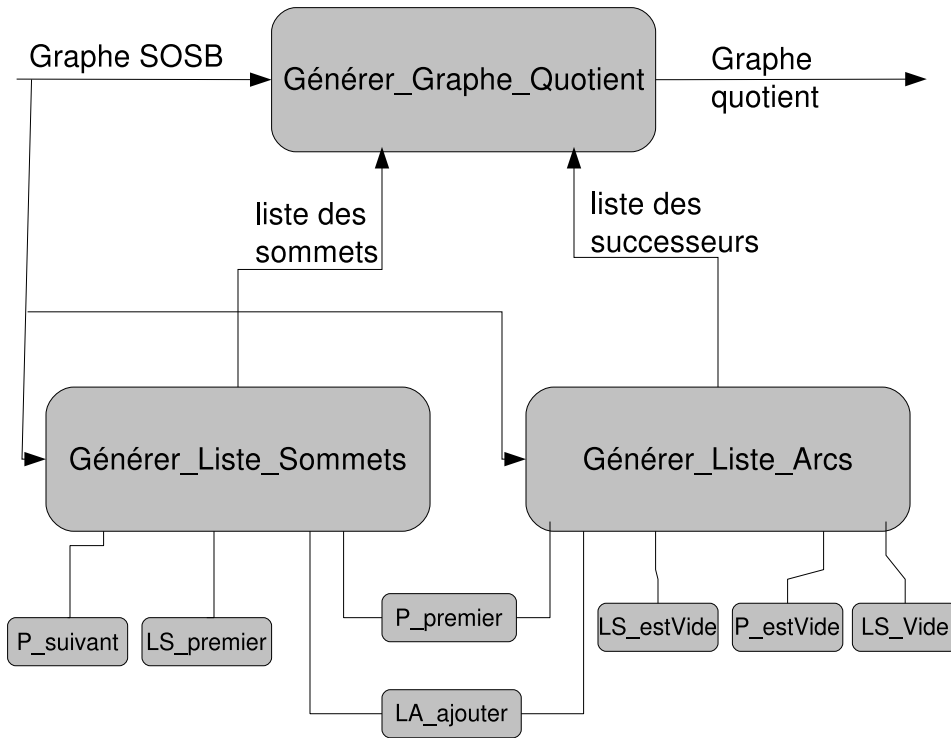 Graphe SOSB
Générer_Graphe_Quotient
Graphe
quotient
liste des
sommets
liste des
successeurs
Générer_Liste_Sommets
Générer_Liste_Arcs
P_suivant
LS_premier
P_premier
LS_estVide
P_estVide
LS_Vide
LA_ajouter